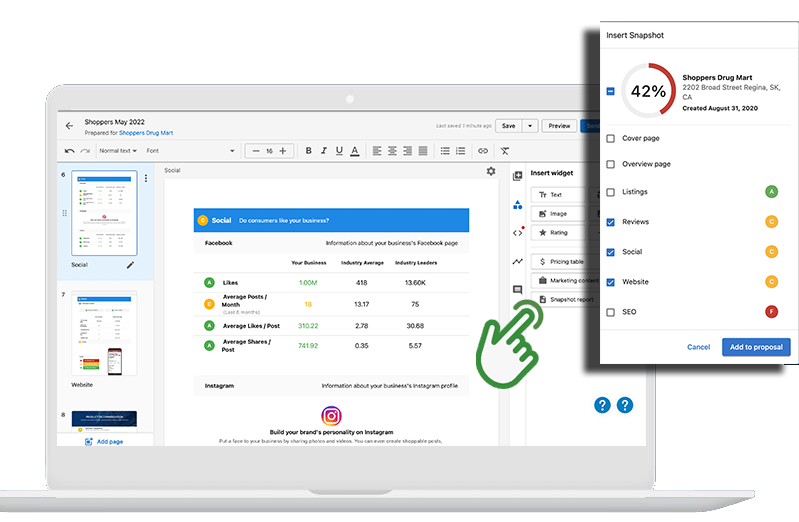 Shoppers May 2022
Prepared for Shoppers Drug Mart
Last saved 1 minute ago
Save
Preview
Send
Normal text
Font
16
B I U A
6
Social
7
Website
8
Add page
Social
C Social Do consumers like your business?
Facebook Information about your business's Facebook page
Your Business Industry Average Industry Leaders
A Likes 1.00M 418 13.60K
C Average Posts / Month 18 13.17 75
(Last 6 months)
A Average Likes / Post 310.22 2.78 30.68
A Average Shares / Post 741.92 0.35 5.57
Instagram Information about your business's Instagram profile
Build your brand's personality on Instagram
Put a face to your business by sharing photos and videos. You can even create shoppable posts,
Insert widget
Text
Image
Rating
Pricing table
Marketing content
Snapshot report
? ?
Insert Snapshot
42%
Shoppers Drug Mart
2202 Broad Street Regina, SK,
CA
Created August 31, 2020
Cover page
Overview page
Listings A
Reviews C
Social C
Website C
SEO F
Cancel
Add to proposal